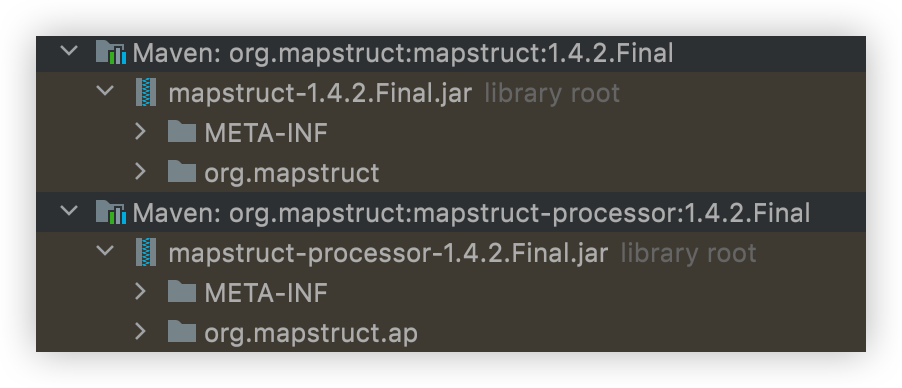 Maven: org.mapstruct:mapstruct:1.4.2.Final
mapstruct-1.4.2.Final.jar library root
META-INF
org.mapstruct
Maven: org.mapstruct:mapstruct-processor:1.4.2.Final
mapstruct-processor-1.4.2.Final.jar library root
META-INF
org.mapstruct.ap